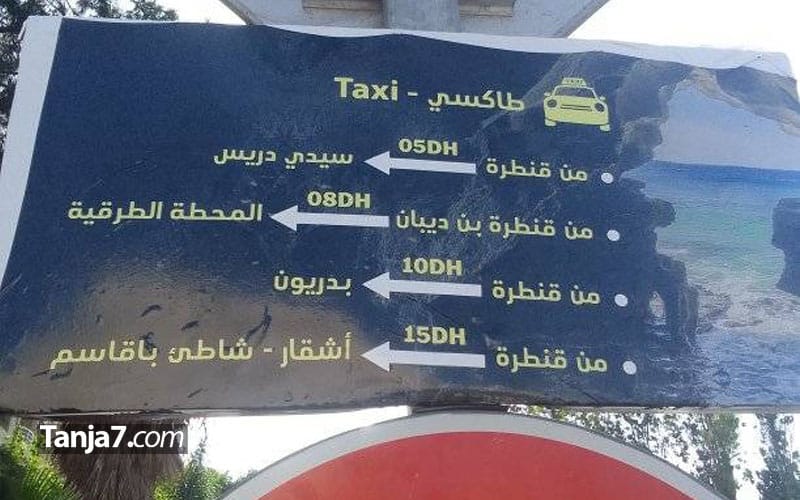 طاكسي - Taxi
من قنطرة 05DH سيدي دريس
من قنطرة بن ديبان 08DH المحطة الطرقية
من قنطرة 10DH بدريون
من قنطرة 15DH أشقار - شاطئ باقاسم
Tanja7.com